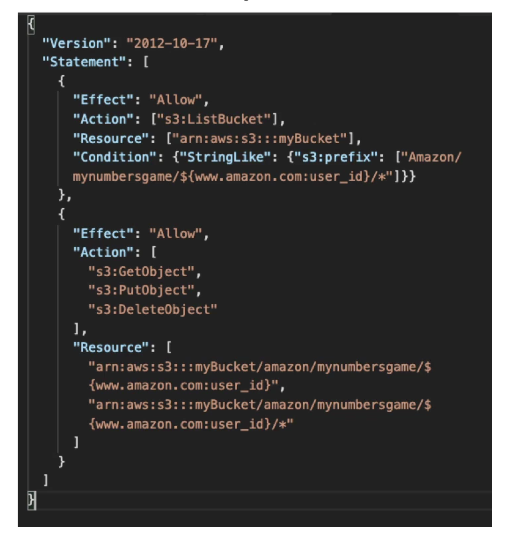 {
"Version": "2012-10-17",
"Statement": [
{
"Effect": "Allow",
"Action": ["s3:ListBucket"],
"Resource": ["arn:aws:s3:::myBucket"],
"Condition": {"StringLike": {"s3:prefix": ["Amazon/
mynumbersgame/${www.amazon.com:user_id}/*"]}}
},
{
"Effect": "Allow",
"Action": [
"s3:GetObject",
"s3:PutObject",
"s3:DeleteObject"
],
"Resource": [
"arn:aws:s3:::myBucket/amazon/mynumbersgame/$
{www.amazon.com:user_id}",
"arn:aws:s3:::myBucket/amazon/mynumbersgame/$
{www.amazon.com:user_id}/*"
]
}
]
}